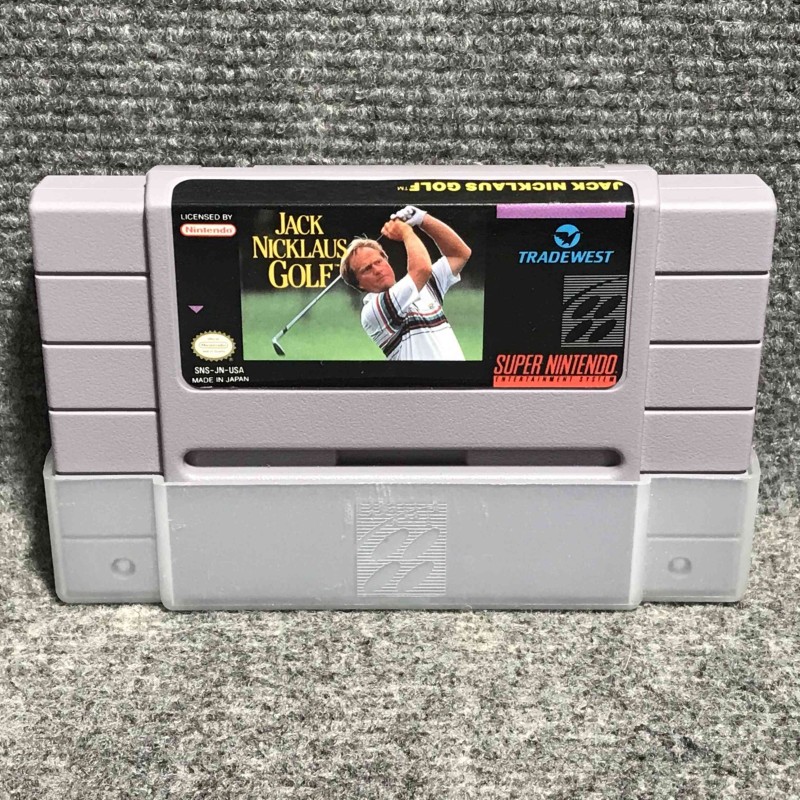 JACK NICKLAUS GOLF™
LICENSED BY
Nintendo
JACK
NICKLAUS
GOLF™
TRADEWEST
SNS-JN-USA
MADE IN JAPAN
SUPER NINTENDO
ENTERTAINMENT SYSTEM